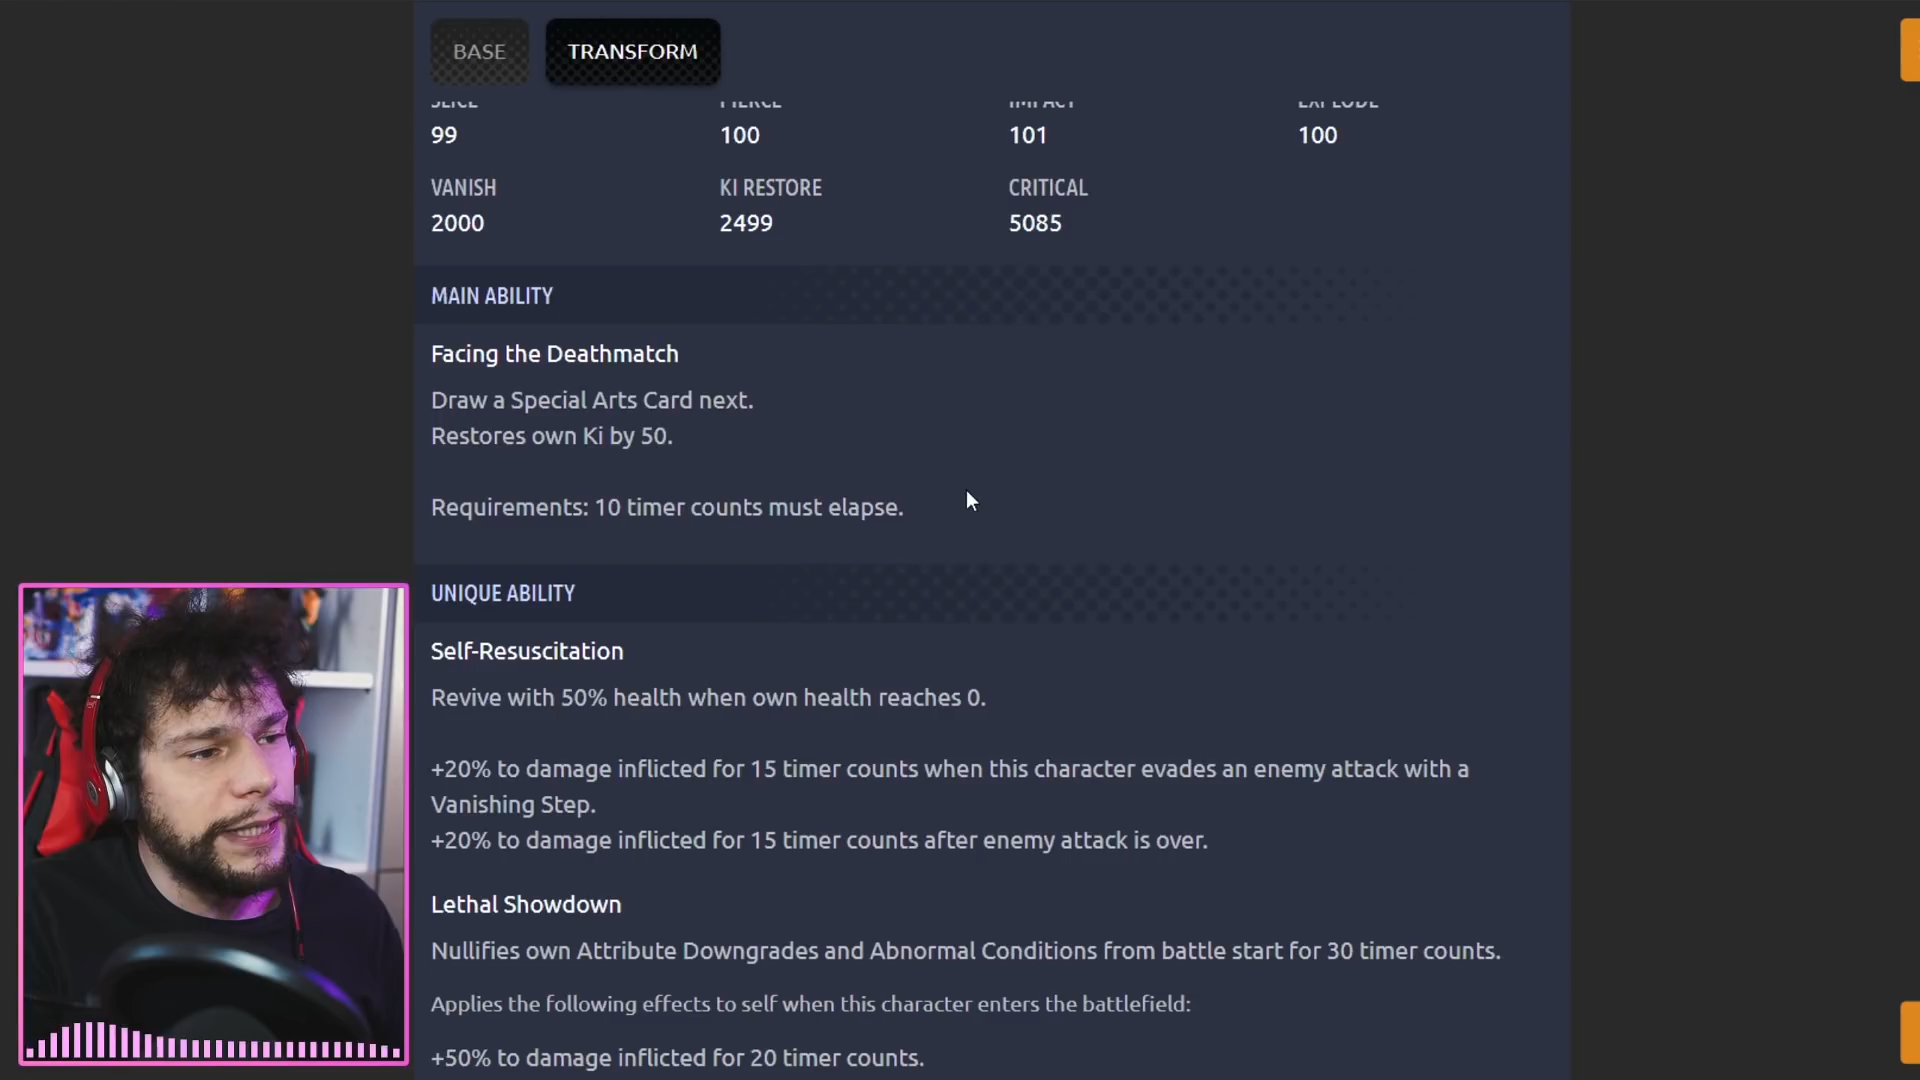 BASE TRANSFORM
SLICE PIERCE IMPACT EXPLODE
99 100 101 100
VANISH KI RESTORE CRITICAL
2000 2499 5085
MAIN ABILITY
Facing the Deathmatch
Draw a Special Arts Card next.
Restores own Ki by 50.
Requirements: 10 timer counts must elapse.
UNIQUE ABILITY
Self-Resuscitation
Revive with 50% health when own health reaches 0.
+20% to damage inflicted for 15 timer counts when this character evades an enemy attack with a
Vanishing Step.
+20% to damage inflicted for 15 timer counts after enemy attack is over.
Lethal Showdown
Nullifies own Attribute Downgrades and Abnormal Conditions from battle start for 30 timer counts.
Applies the following effects to self when this character enters the battlefield:
+50% to damage inflicted for 20 timer counts.